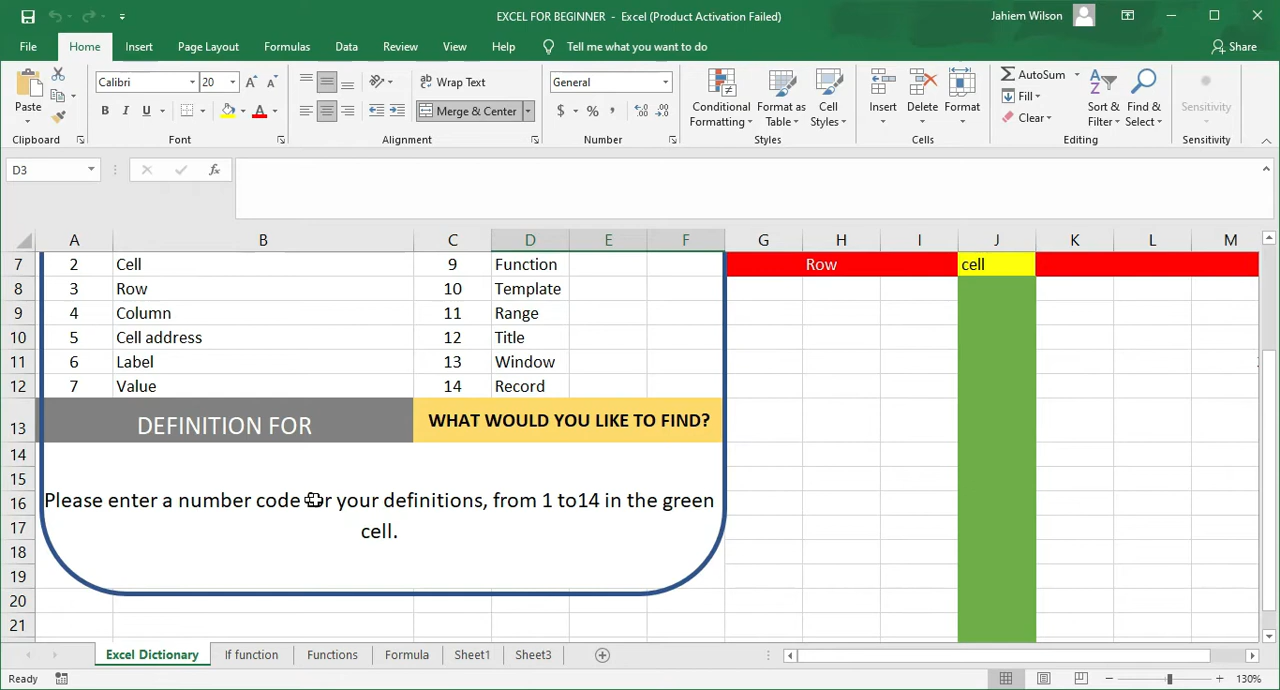 EXCEL FOR BEGINNER - Excel (Product Activation Failed)
Jahiem Wilson
File Home Insert Page Layout Formulas Data Review View Help Tell me what you want to do Share
Paste
Clipboard
Calibri 20
B I U
Font
Wrap Text
Merge & Center
Alignment
General
$ % ,
Number
Conditional Formatting
Format as Table
Cell Styles
Styles
Insert
Delete
Format
Cells
AutoSum
Fill
Clear
Sort & Filter
Find & Select
Editing
Sensitivity
Sensitivity
D3
fx
A B C D E F G H I J K L M
7 2 Cell 9 Function Row cell
8 3 Row 10 Template
9 4 Column 11 Range
10 5 Cell address 12 Title
11 6 Label 13 Window
12 7 Value 14 Record
13 DEFINITION FOR WHAT WOULD YOU LIKE TO FIND?
14
15
16 Please enter a number code for your definitions, from 1 to14 in the green
17 cell.
18
19
20
21
Excel Dictionary If function Functions Formula Sheet1 Sheet3
Ready
130%